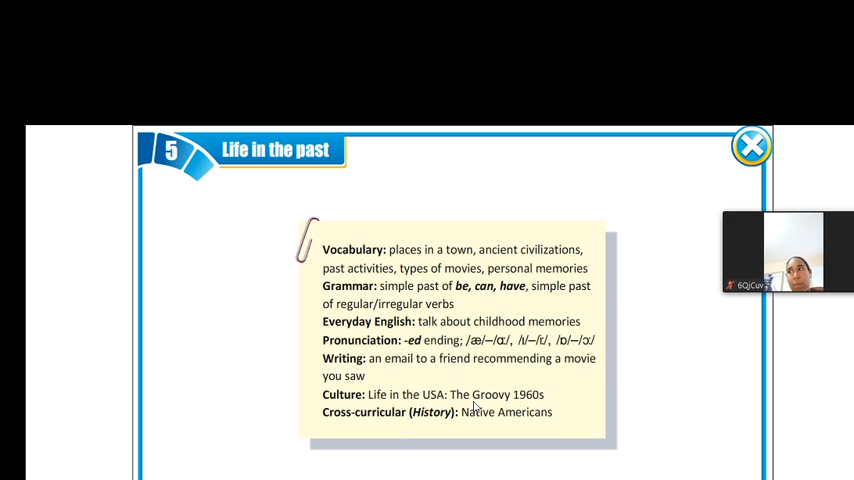 5 Life in the past
Vocabulary: places in a town, ancient civilizations,
past activities, types of movies, personal memories
Grammar: simple past of be, can, have, simple past
of regular/irregular verbs
Everyday English: talk about childhood memories
Pronunciation: -ed ending; /æ/–/ɑ:/, /ɪ/–/i:/, /ɒ/–/ɔ:/
Writing: an email to a friend recommending a movie
you saw
Culture: Life in the USA: The Groovy 1960s
Cross-curricular (History): Native Americans
6QjCuv